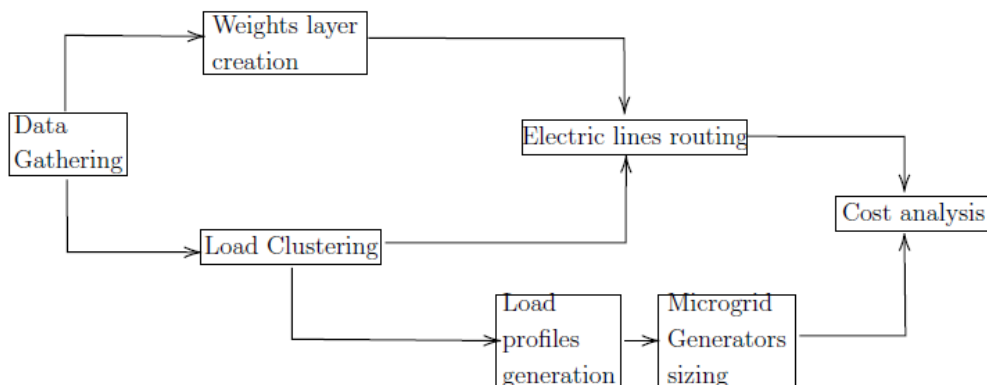 Weights layer
creation
Data
Gathering
Electric lines routing
Load Clustering
Cost analysis
Load
profiles
generation
Microgrid
Generators
sizing